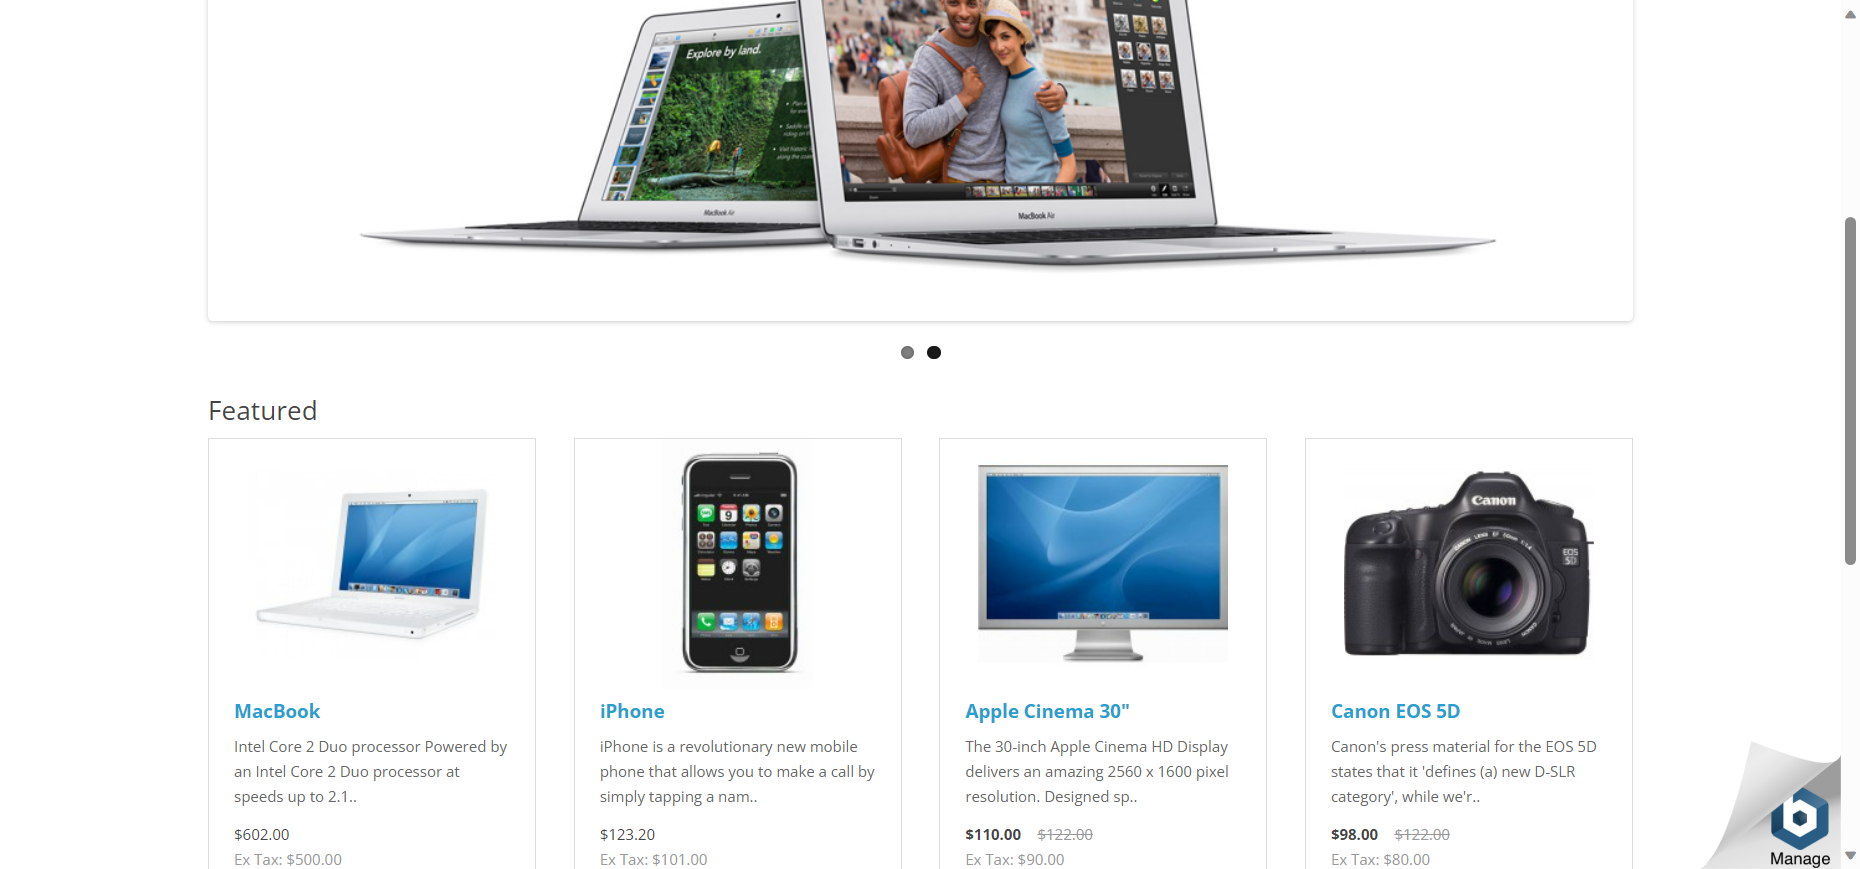 Explore by land.
MacBook Air
MacBook Air
Featured
Canon
EOS
5D
MacBook
iPhone
Apple Cinema 30"
Canon EOS 5D
Intel Core 2 Duo processor Powered by
an Intel Core 2 Duo processor at
speeds up to 2.1..
iPhone is a revolutionary new mobile
phone that allows you to make a call by
simply tapping a nam..
The 30-inch Apple Cinema HD Display
delivers an amazing 2560 x 1600 pixel
resolution. Designed sp..
Canon's press material for the EOS 5D
states that it 'defines (a) new D-SLR
category', while we'r..
$602.00
Ex Tax: $500.00
$123.20
Ex Tax: $101.00
$110.00 $122.00
Ex Tax: $90.00
$98.00 $122.00
Ex Tax: $80.00
Manage